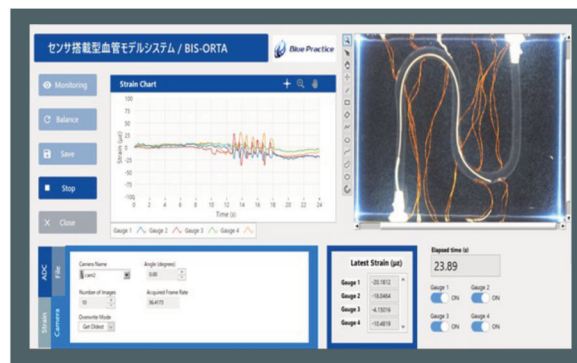 センサ搭載型血管モデルシステム / BIS-ORTA
Blue Practice
Monitoring
Balance
Save
Stop
Close
Strain Chart
Strain (με)
100
75
50
25
0
-25
-50
-75
-100
0 2 4 6 8 10 12 14 16 18 20 22 24
Time (s)
Gauge 1 Gauge 2 Gauge 3 Gauge 4
ADC
File
Strain
Camera
Camera Name
cam2
Angle (degrees)
0.00
Number of Images
10
Acquired Frame Rate
36.4173
Overwrite Mode
Get Oldest
Latest Strain (με)
Gauge 1 -20.1812
Gauge 2 -18.0464
Gauge 3 -4.15016
Gauge 4 -10.4819
Elapsed time (s)
23.89
Gauge 1 Gauge 2
ON ON
Gauge 3 Gauge 4
ON ON